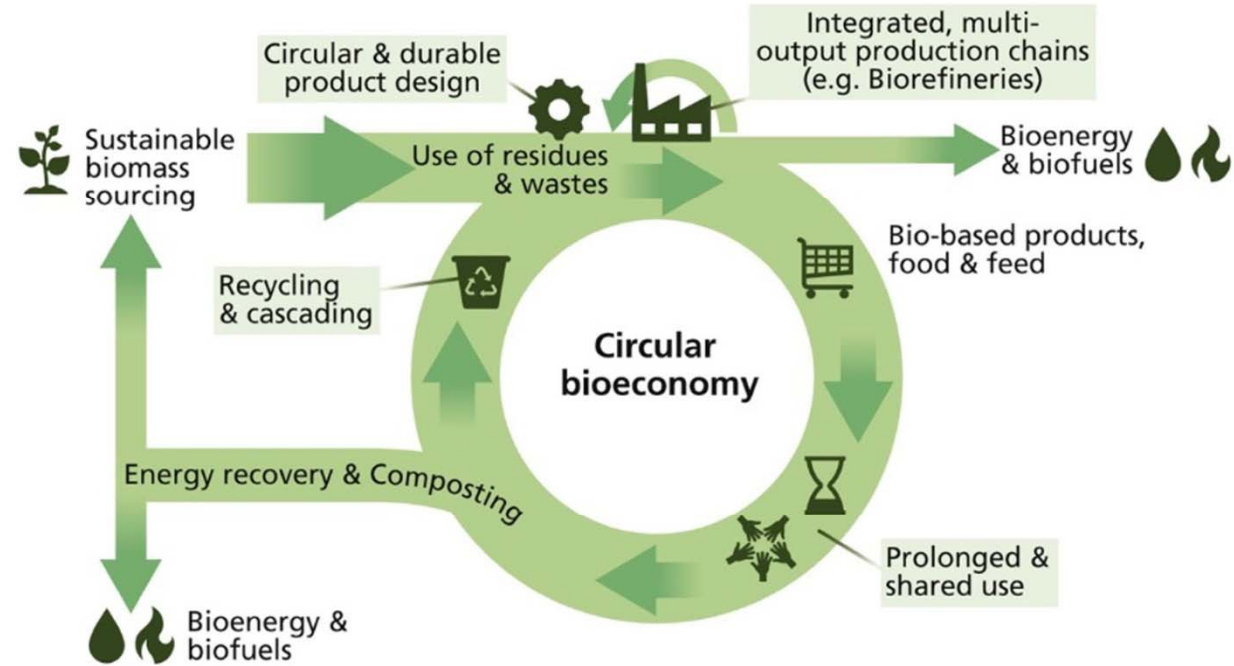 Circular & durable
product design
Integrated, multi-
output production chains
(e.g. Biorefineries)
Sustainable
biomass
sourcing
Use of residues
& wastes
Bioenergy
& biofuels
Bio-based products,
food & feed
Recycling
& cascading
Circular
bioeconomy
Energy recovery & Composting
Prolonged &
shared use
Bioenergy &
biofuels